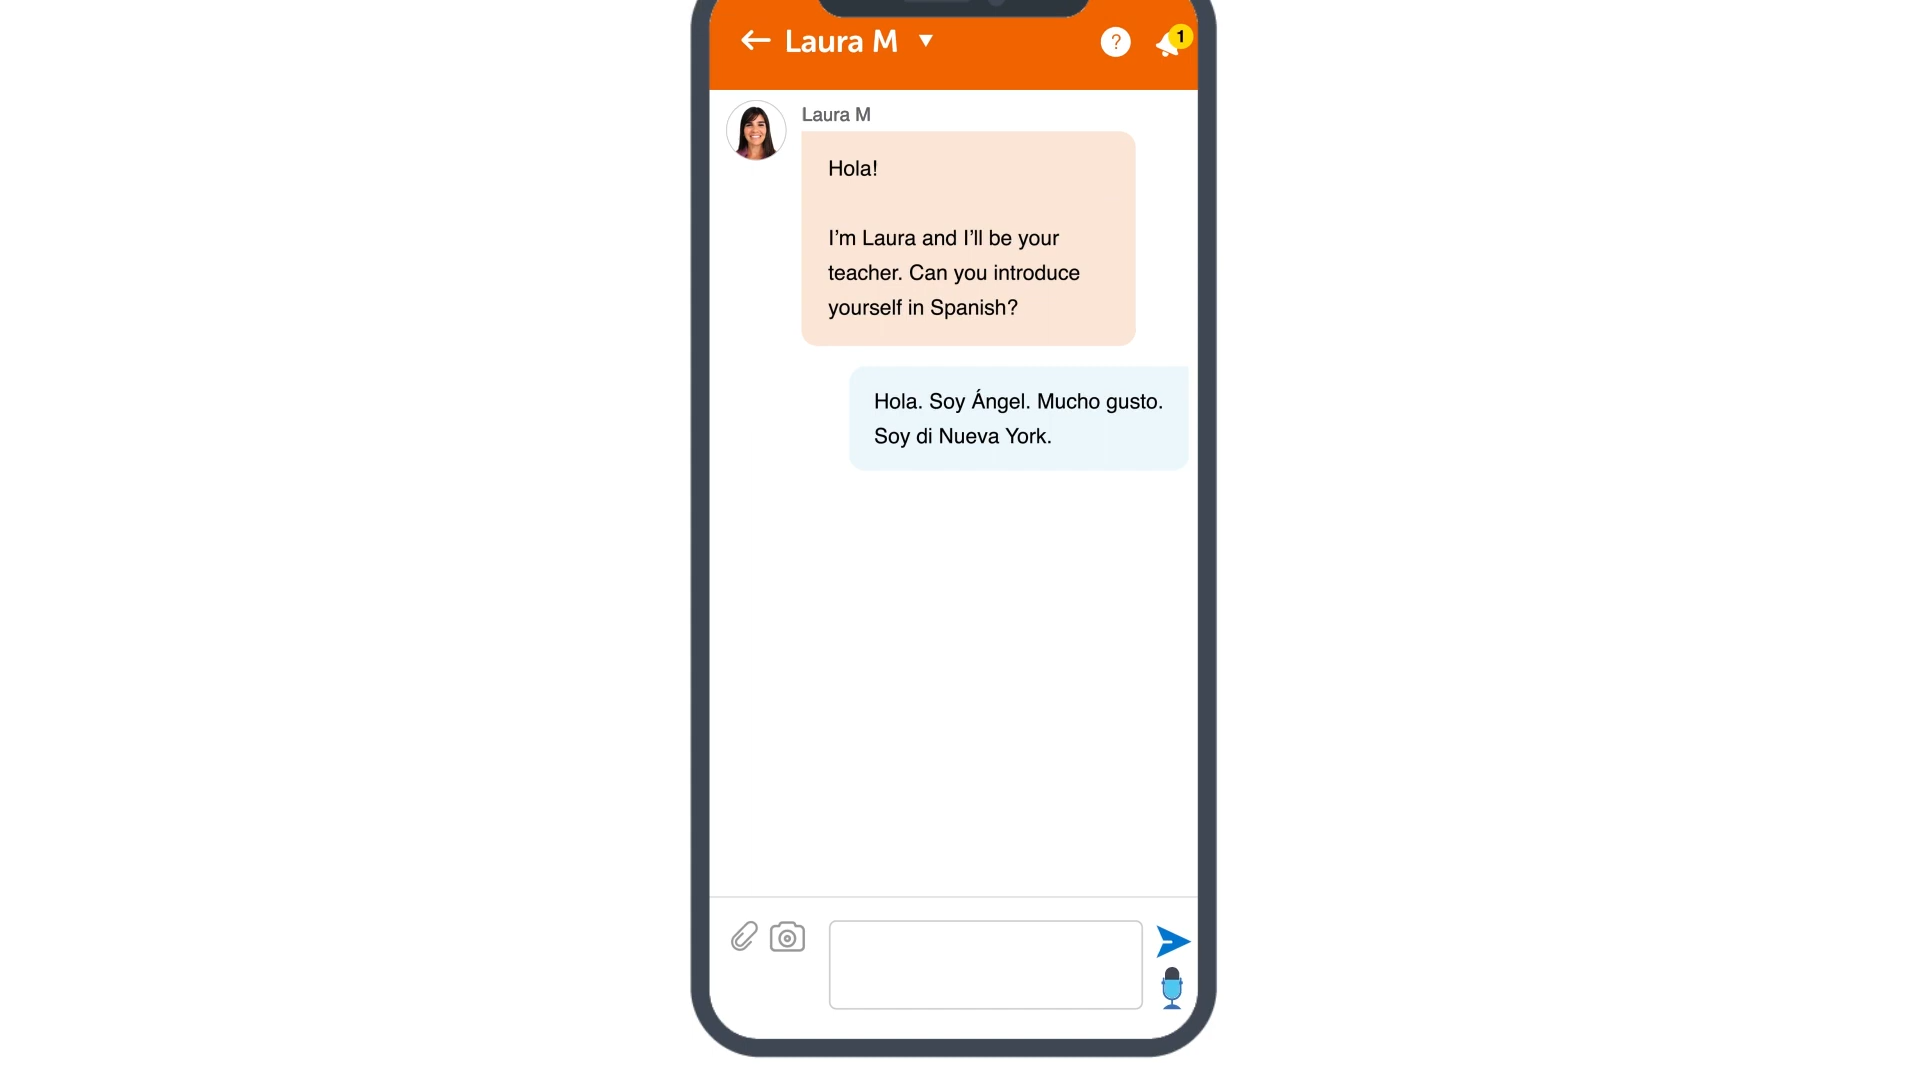 Laura M
?
1
Laura M
Hola!
I’m Laura and I’ll be your
teacher. Can you introduce
yourself in Spanish?
Hola. Soy Ángel. Mucho gusto.
Soy di Nueva York.